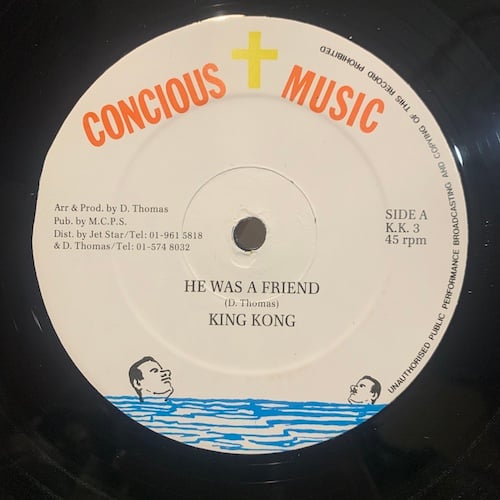 CONCIOUS MUSIC
Arr & Prod. by D. Thomas
Pub. by M.C.P.S.
Dist. by Jet Star/Tel: 01-961 5818
& D. Thomas/Tel: 01-574 8032
SIDE A
K.K. 3
45 rpm
HE WAS A FRIEND
(D. Thomas)
KING KONG
UNAUTHORISED PUBLIC PERFORMANCE BROADCASTING AND COPYING OF THIS RECORD PROHIBITED